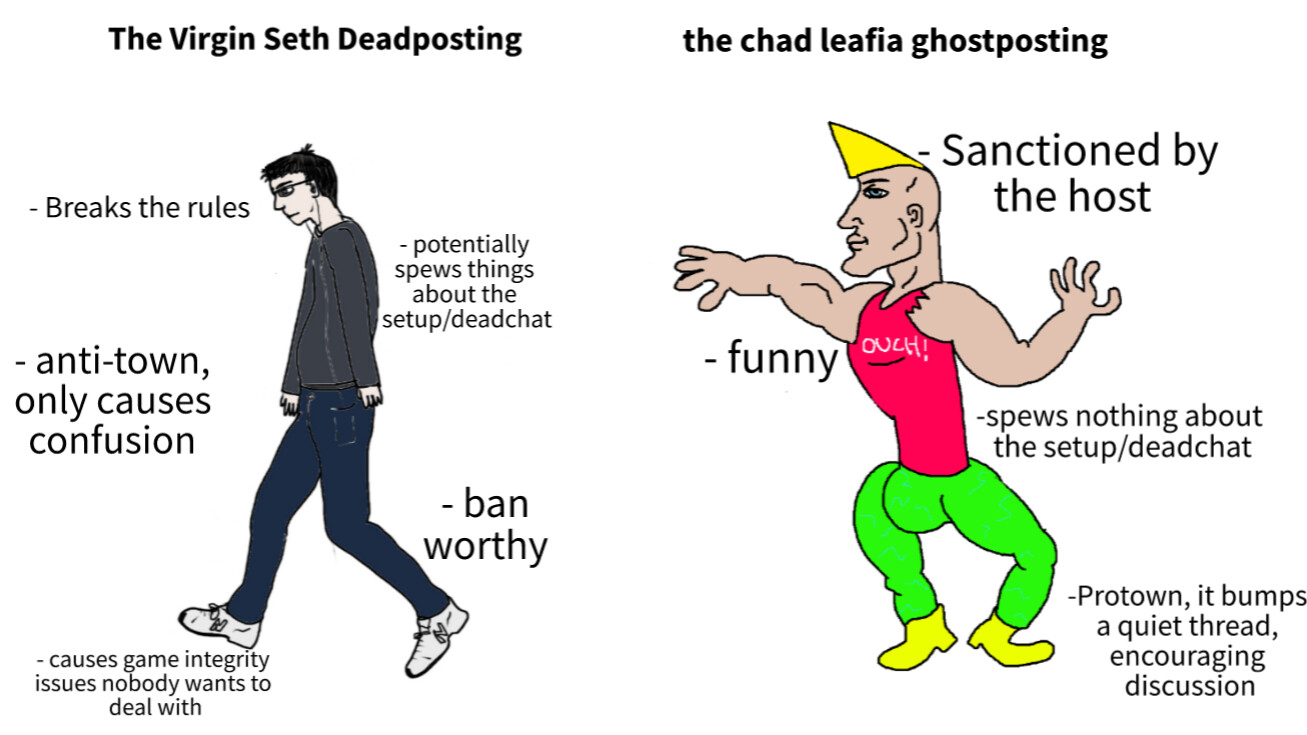 The Virgin Seth Deadposting
- Breaks the rules
- potentially
spews things
about the
setup/deadchat
- anti-town,
only causes
confusion
- ban
worthy
- causes game integrity
issues nobody wants to
deal with
the chad leafia ghostposting
- Sanctioned by
the host
- funny
OUCH!
-spews nothing about
the setup/deadchat
-Protown, it bumps
a quiet thread,
encouraging
discussion